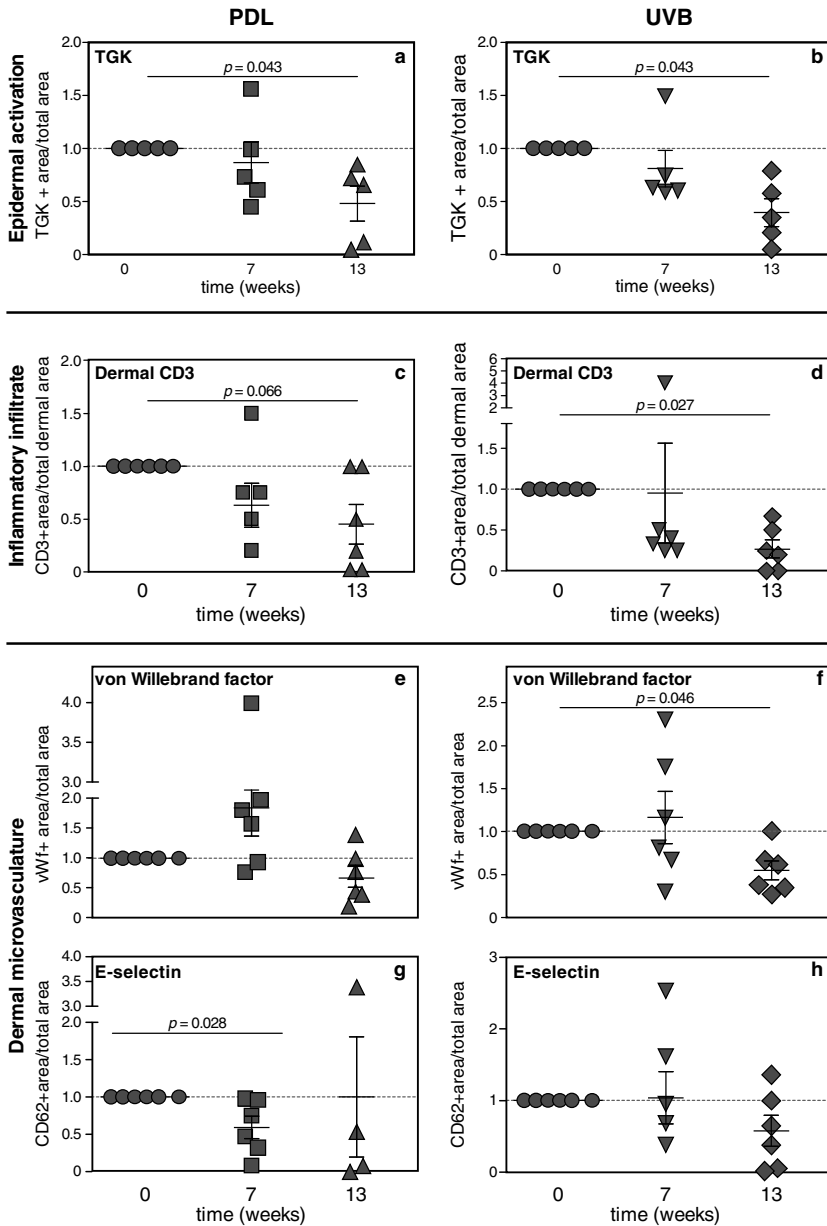 PDL
UVB
Epidermal activation
TGK + area/total area
TGK
a
p = 0.043
2.0
1.5
1.0
0.5
0
0
7
13
time (weeks)
TGK + area/total area
TGK
b
p = 0.043
2.0
1.5
1.0
0.5
0
0
7
13
time (weeks)
Inflammatory infiltrate
CD3+area/total dermal area
Dermal CD3
c
p = 0.066
2.0
1.5
1.0
0.5
0
0
7
13
time (weeks)
CD3+area/total dermal area
Dermal CD3
d
p = 0.027
6
5
4
3
2
1.5
1.0
0.5
0
0
7
13
time (weeks)
Dermal microvasculature
vWf+ area/total area
von Willebrand factor
e
4.0
3.5
4.0
2.0
1.5
1.0
0.5
0
vWf+ area/total area
von Willebrand factor
f
p = 0.046
2.5
2.0
1.5
1.0
0.5
0
CD62+area/total area
E-selectin
g
p = 0.028
4.0
3.5
3.0
2.0
1.5
1.0
0.5
0
0
7
13
time (weeks)
CD62+area/total area
E-selectin
h
3
2
1
0
0
7
13
time (weeks)